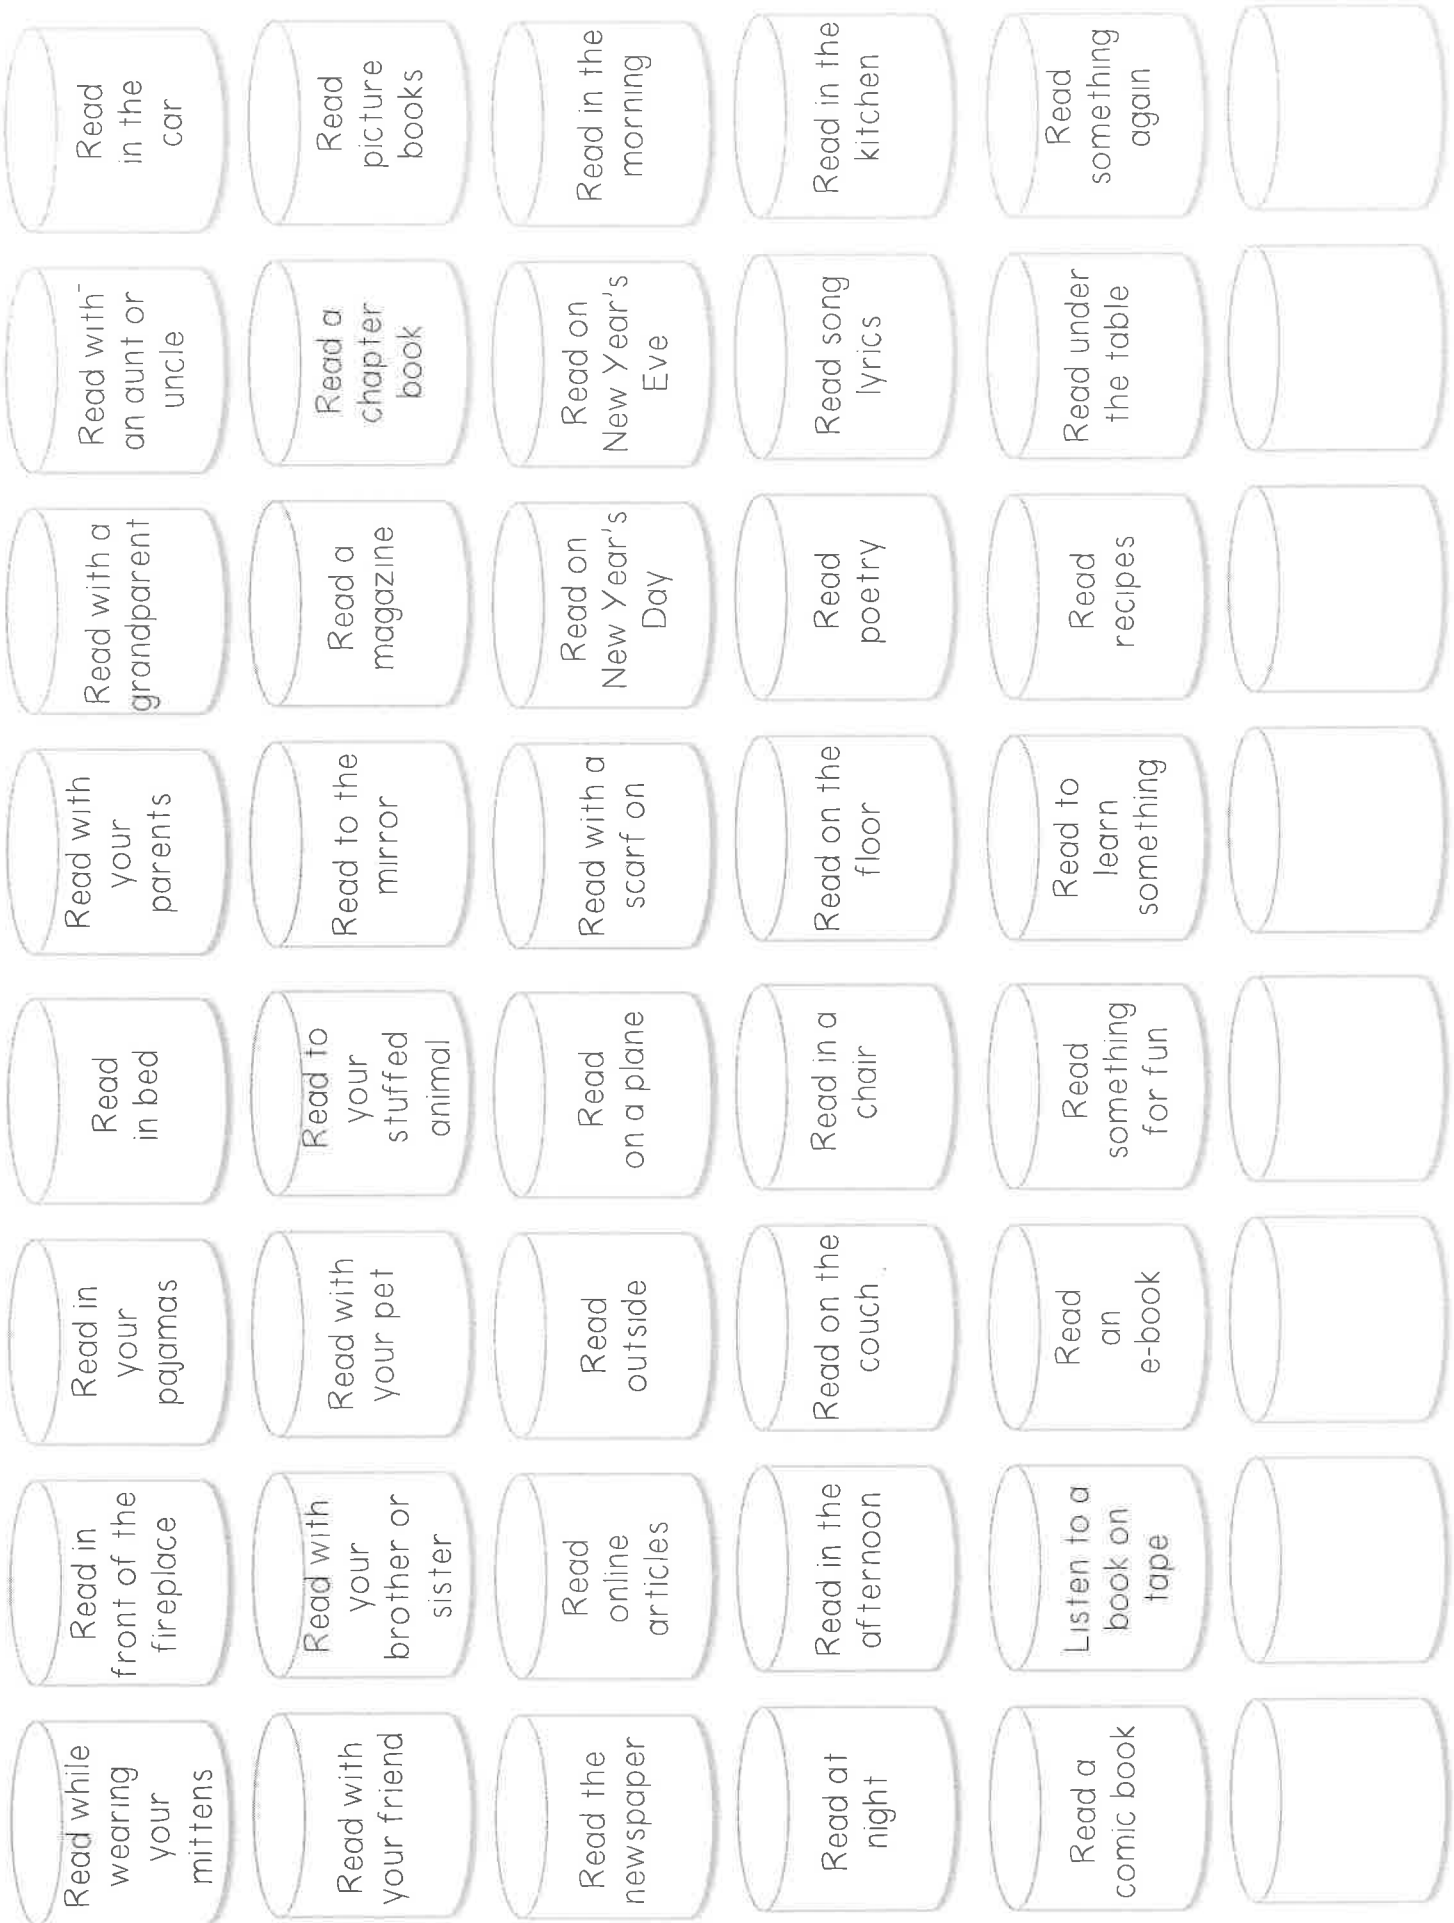 Read while
wearing
your
mittens
Read in
front of the
fireplace
Read in
your
pajamas
Read
in bed
Read with
your
parents
Read with a
grandparent
Read with
an aunt or
uncle
Read
in the
car
Read with
your friend
Read with
your
brother or
sister
Read with
your pet
Read to
your
stuffed
animal
Read to the
mirror
Read a
magazine
Read a
chapter
book
Read
picture
books
Read the
newspaper
Read
online
articles
Read
outside
Read
on a plane
Read with a
scarf on
Read on
New Year's
Day
Read on
New Year's
Eve
Read in the
morning
Read at
night
Read in the
afternoon
Read on the
couch
Read in a
chair
Read on the
floor
Read
poetry
Read song
lyrics
Read in the
kitchen
Read a
comic book
Listen to a
book on
tape
Read
an
e-book
Read
something
for fun
Read to
learn
something
Read
recipes
Read under
the table
Read
something
again